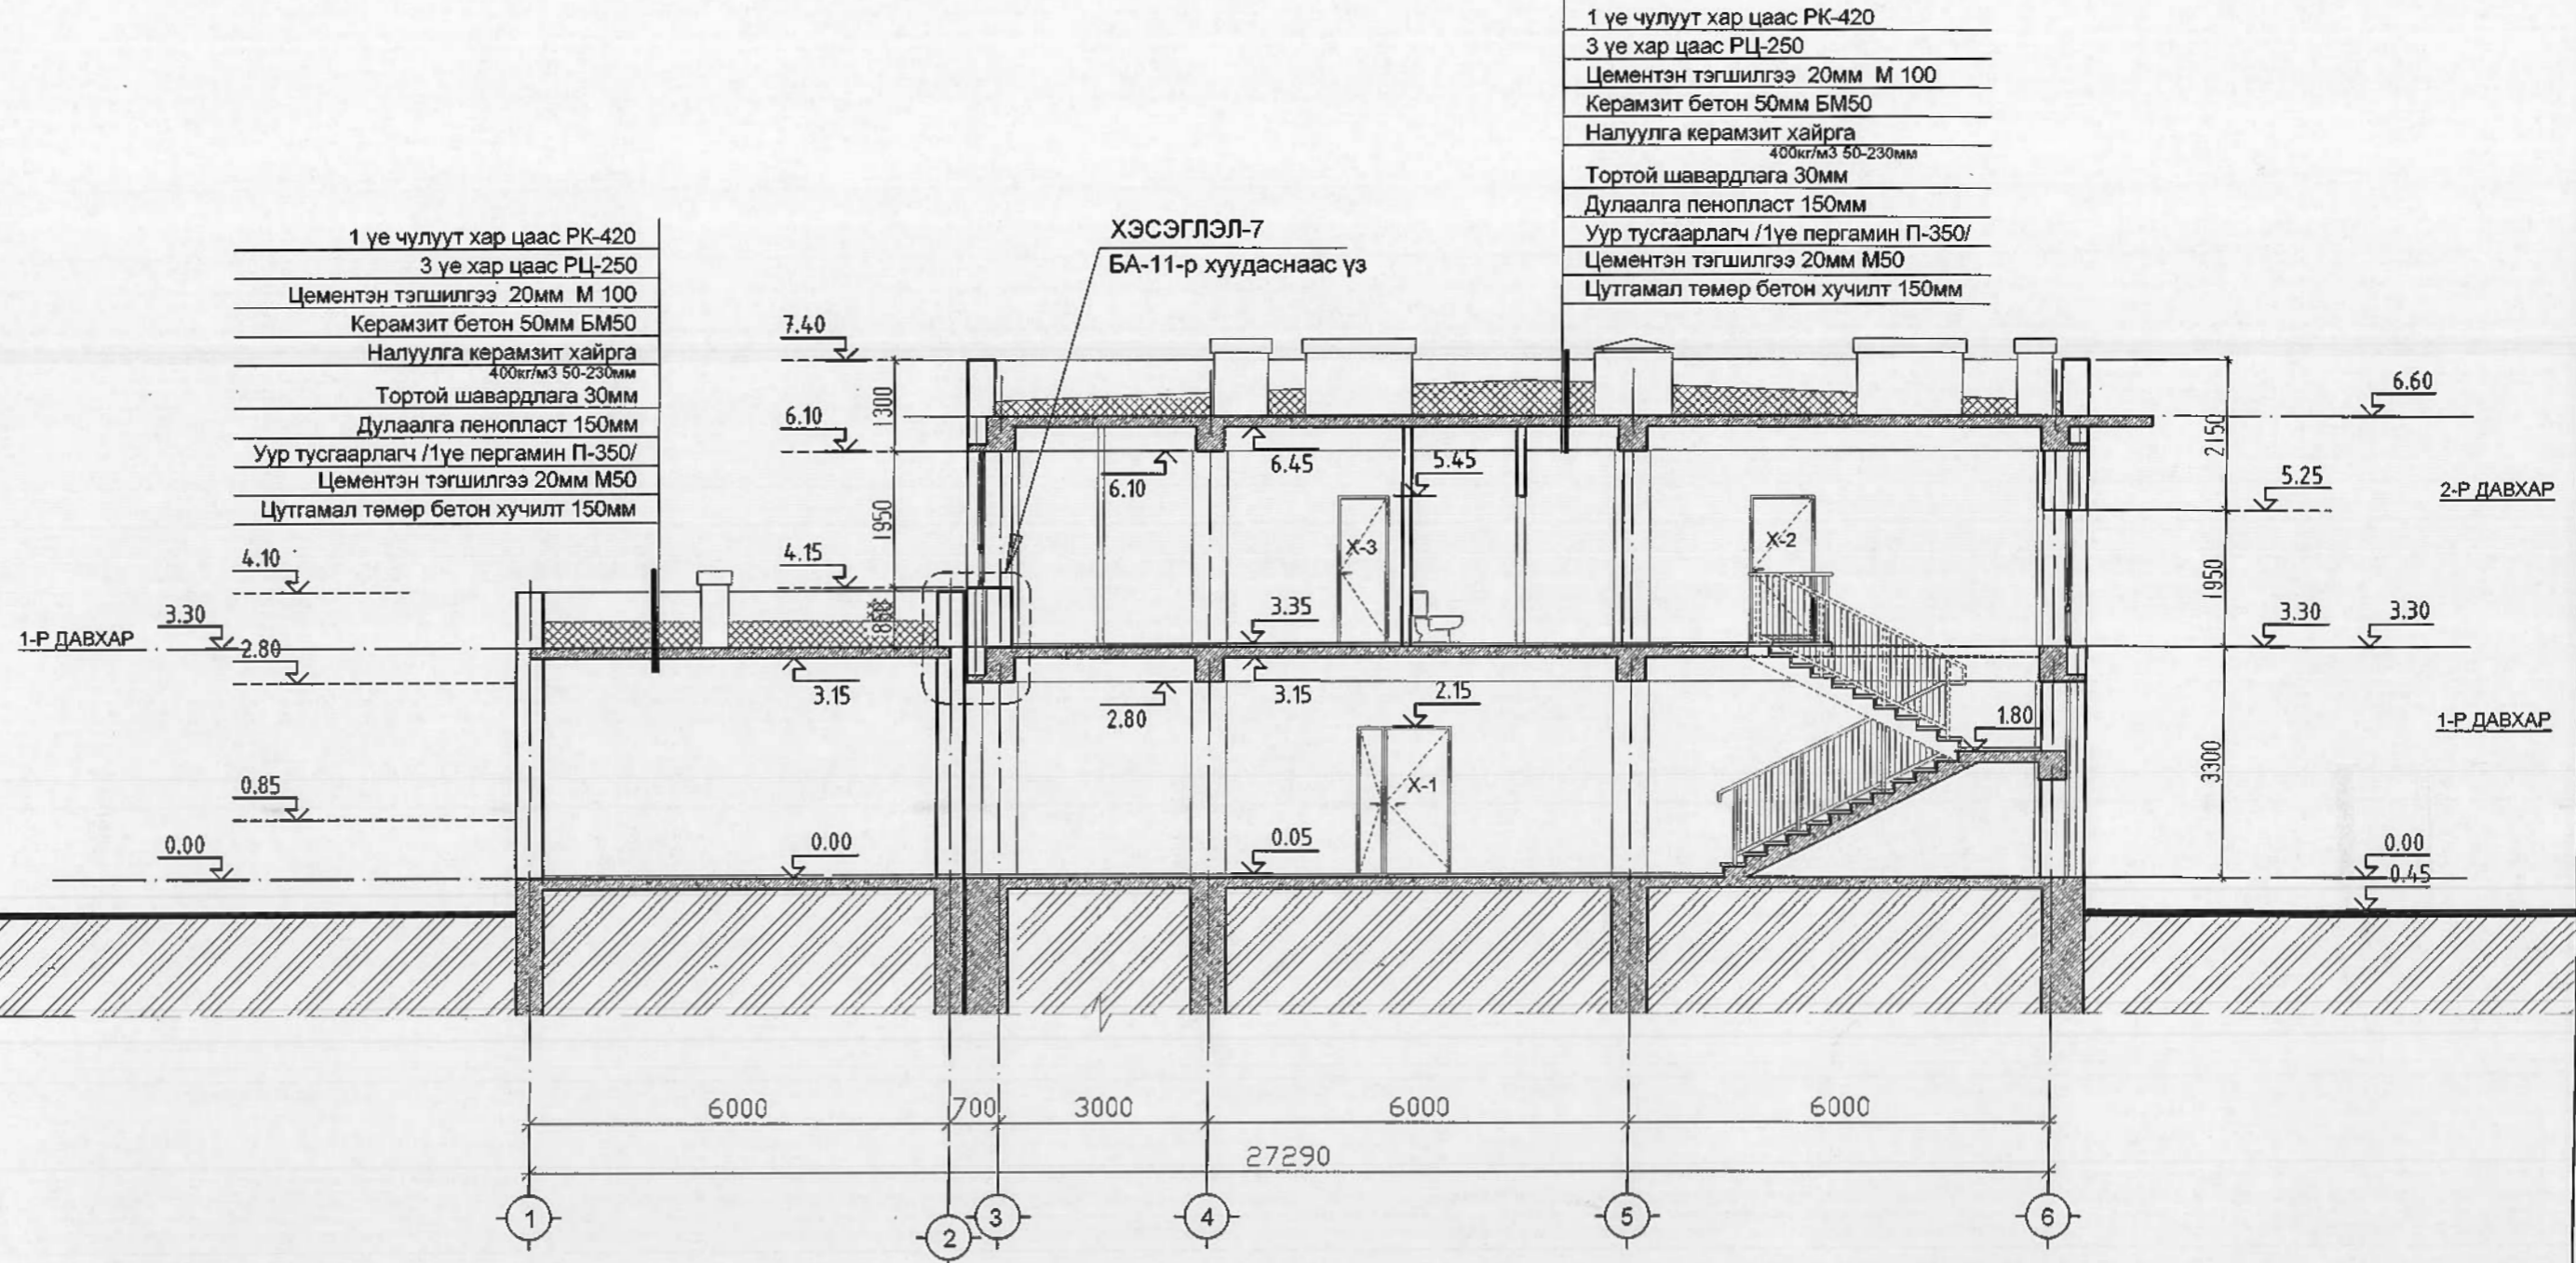 1 үе чулуут хар цаас РК-420
3 үе хар цаас РЦ-250
Цементэн тэгшилгээ 20мм М 100
Керамзит бетон 50мм БМ50
Налуулга керамзит хайрга
400кг/м3 50-230мм
Тортой шавардлага 30мм
Дулаалга пенопласт 150мм
Уур тусгаарлагч /1үе пергамин П-350/
Цементэн тэгшилгээ 20мм М50
Цутгамал төмөр бетон хучилт 150мм
1 үе чулуут хар цаас РК-420
3 үе хар цаас РЦ-250
Цементэн тэгшилгээ 20мм М 100
Керамзит бетон 50мм БМ50
Налуулга керамзит хайрга
400кг/м3 50-230мм
Тортой шавардлага 30мм
Дулаалга пенопласт 150мм
Уур тусгаарлагч /1үе пергамин П-350/
Цементэн тэгшилгээ 20мм М50
Цутгамал төмөр бетон хучилт 150мм
ХЭСЭГЛЭЛ-7
БА-11-р хуудаснаас үз
7.40
1300
6.10
1950
4.15
850
4.10
3.30
1-Р ДАВХАР
2.80
0.85
0.00
3.15
0.00
6.10
6.45
5.45
X-3
X-2
3.35
2.80
3.15
2.15
X-1
1.80
0.05
2150
1950
3300
6.60
5.25
2-Р ДАВХАР
3.30
3.30
1-Р ДАВХАР
0.00
0.45
6000
700
3000
6000
6000
27290
1
2
3
4
5
6